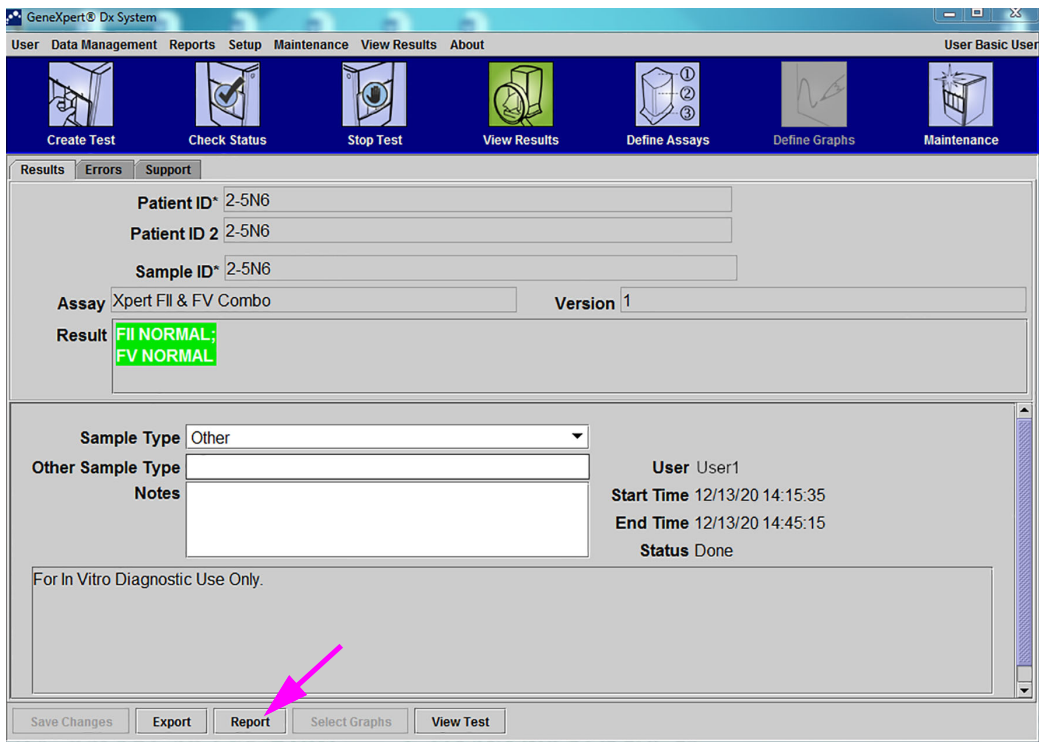 GeneXpert® Dx System
User Data Management Reports Setup Maintenance View Results About User Basic User
Create Test Check Status Stop Test View Results Define Assays Define Graphs Maintenance
Results Errors Support
Patient ID* 2-5N6
Patient ID 2 2-5N6
Sample ID* 2-5N6
Assay Xpert FII & FV Combo Version 1
Result FII NORMAL;
FV NORMAL
Sample Type Other
Other Sample Type User User1
Notes Start Time 12/13/20 14:15:35
End Time 12/13/20 14:45:15
Status Done
For In Vitro Diagnostic Use Only.
Save Changes Export Report Select Graphs View Test